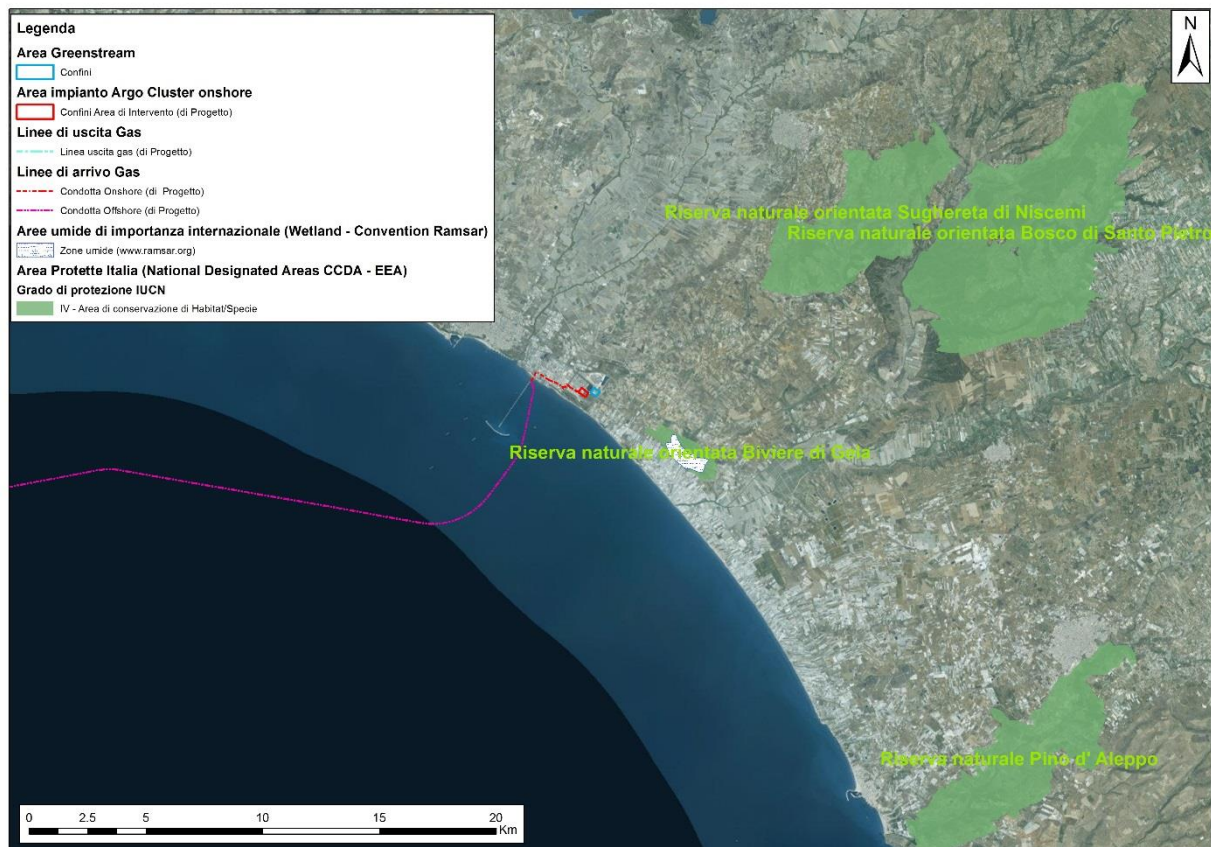 Legenda
Area Greenstream
Confini
Area impianto Argo Cluster onshore
Confini Area di Intervento (di Progetto)
Linee di uscita Gas
Linea uscita gas (di Progetto)
Linee di arrivo Gas
Condotta Onshore (di Progetto)
Condotta Offshore (di Progetto)
Aree umide di importanza internazionale (Wetland - Convention Ramsar)
Zone umide (www.ramsar.org)
Area Protette Italia (National Designated Areas CCDA - EEA)
Grado di protezione IUCN
IV - Area di conservazione di Habitat/Specie
N
Riserva naturale orientata Sughereta di Niscemi
Riserva naturale orientata Bosco di Santo Pietro
Riserva naturale orientata Biviere di Gela
Riserva naturale Pino d' Aleppo
0 2.5 5 10 15 20
Km